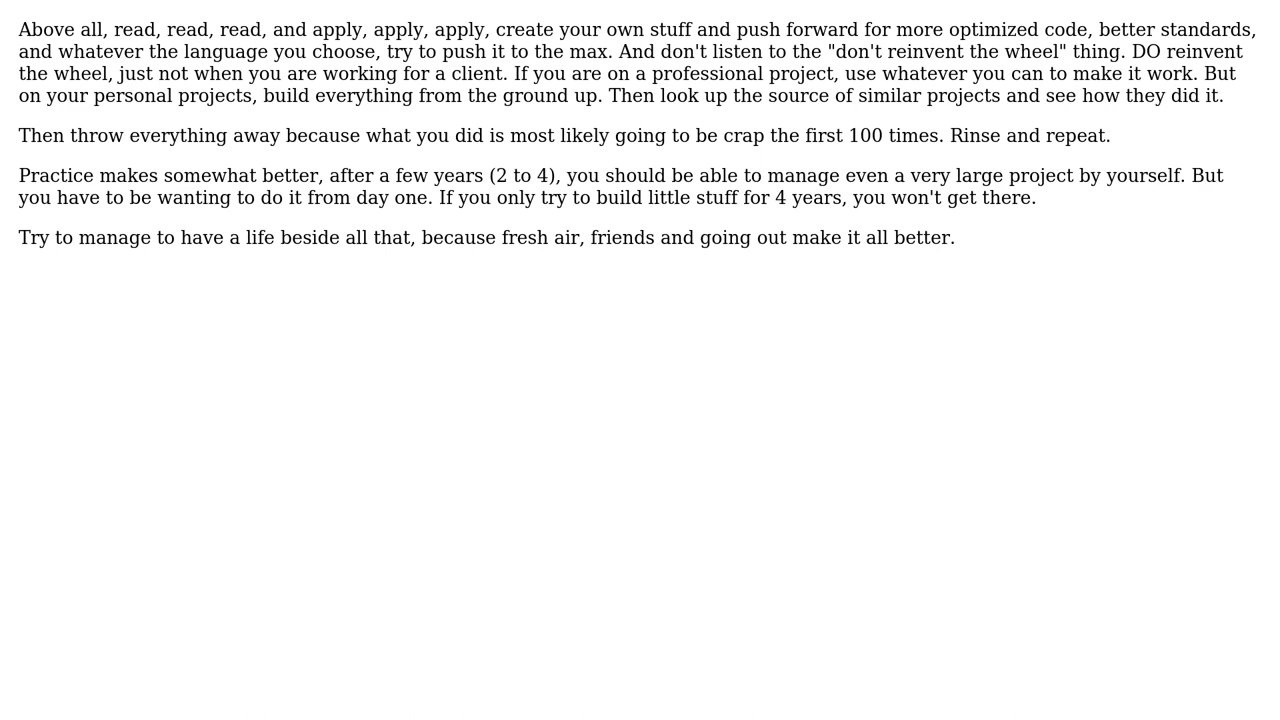 Above all, read, read, read, and apply, apply, apply, create your own stuff and push forward for more optimized code, better standards,
and whatever the language you choose, try to push it to the max. And don't listen to the "don't reinvent the wheel" thing. DO reinvent
the wheel, just not when you are working for a client. If you are on a professional project, use whatever you can to make it work. But
on your personal projects, build everything from the ground up. Then look up the source of similar projects and see how they did it.
Then throw everything away because what you did is most likely going to be crap the first 100 times. Rinse and repeat.
Practice makes somewhat better, after a few years (2 to 4), you should be able to manage even a very large project by yourself. But
you have to be wanting to do it from day one. If you only try to build little stuff for 4 years, you won't get there.
Try to manage to have a life beside all that, because fresh air, friends and going out make it all better.